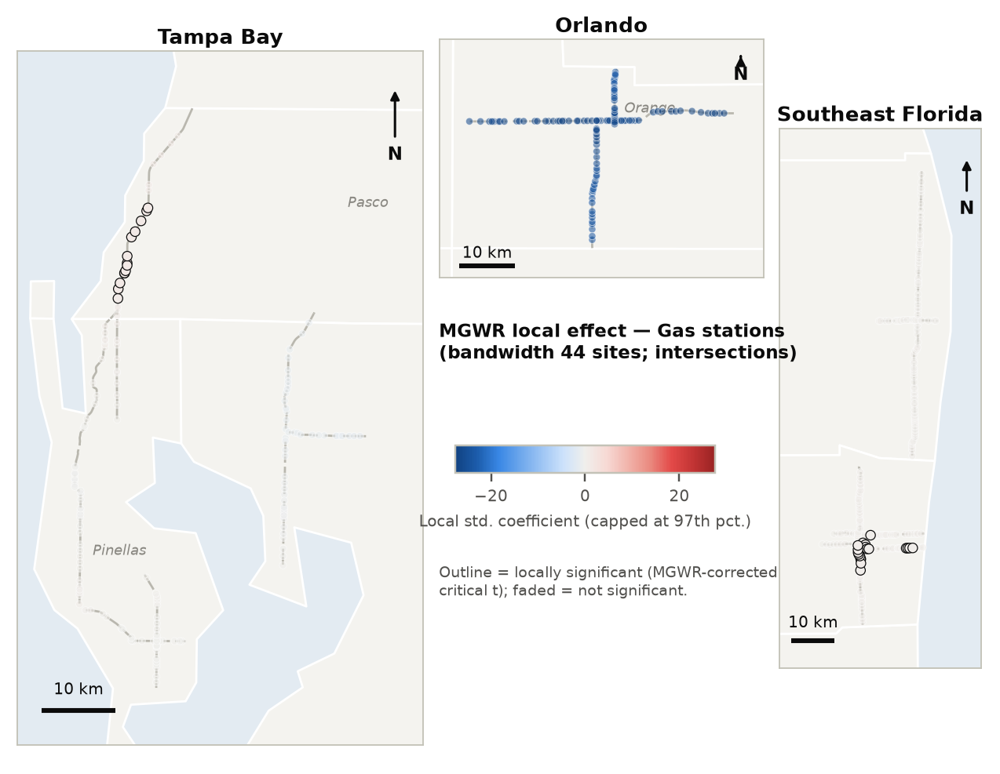 Tampa Bay
N
Pasco
Pinellas
10 km
Orlando
N
Orange
10 km
Southeast Florida
N
10 km
MGWR local effect — Gas stations
(bandwidth 44 sites; intersections)
−20 0 20
Local std. coefficient (capped at 97th pct.)
Outline = locally significant (MGWR-corrected
critical t); faded = not significant.